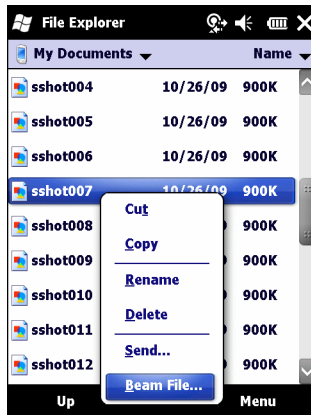 File Explorer
My Documents Name
sshot004 10/26/09 900K
sshot005 10/26/09 900K
sshot006 10/26/09 900K
sshot007 10/26/09 900K
sshot008 900K
sshot009 900K
sshot010 900K
sshot011 900K
sshot012 900K
Cut
Copy
Rename
Delete
Send...
Beam File...
Up Menu